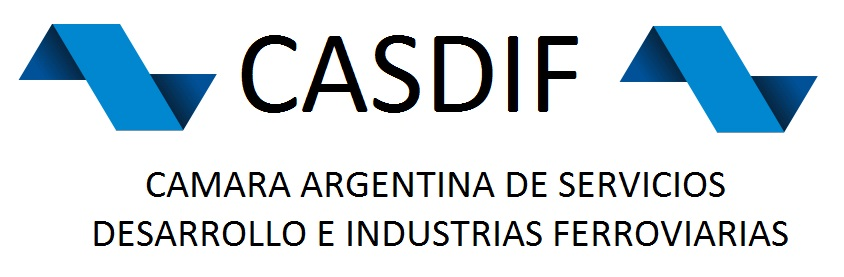 CASDIF
CAMARA ARGENTINA DE SERVICIOS
DESARROLLO E INDUSTRIAS FERROVIARIAS